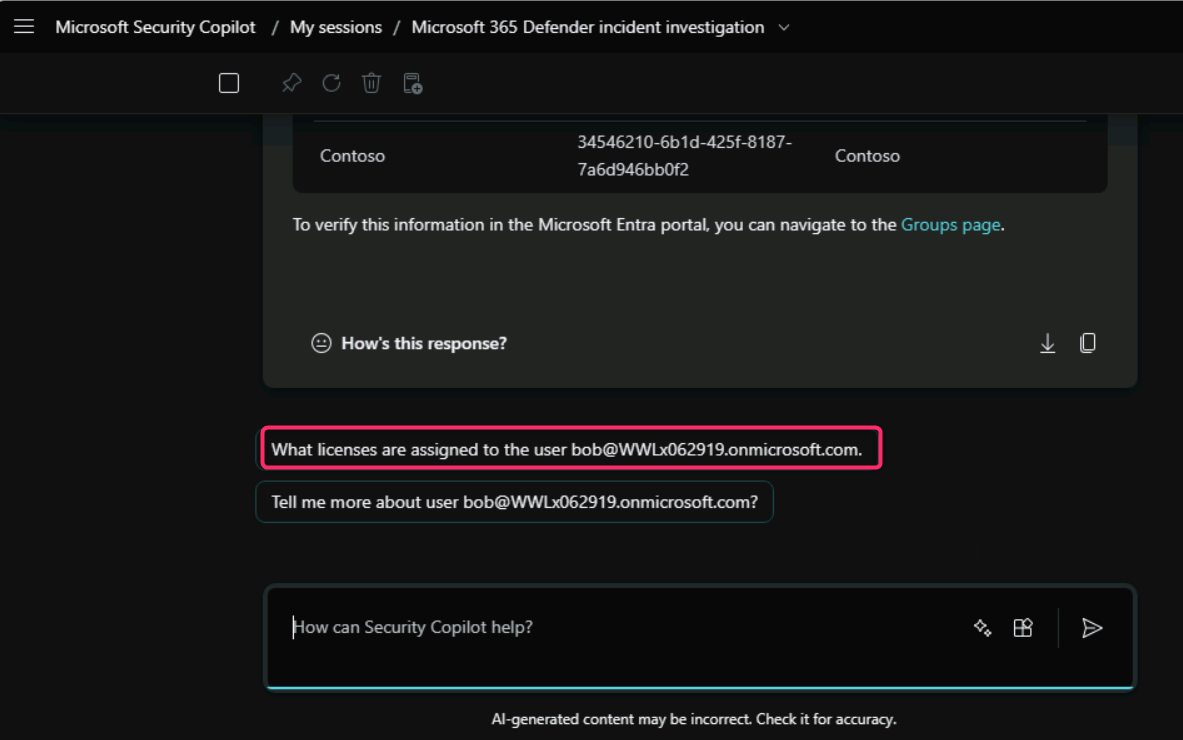 Microsoft Security Copilot / My sessions / Microsoft 365 Defender incident investigation
Contoso 34546210-6b1d-425f-8187-7a6d946bb0f2 Contoso
To verify this information in the Microsoft Entra portal, you can navigate to the Groups page.
How's this response?
What licenses are assigned to the user bob@WWLx062919.onmicrosoft.com.
Tell me more about user bob@WWLx062919.onmicrosoft.com?
How can Security Copilot help?
AI-generated content may be incorrect. Check it for accuracy.